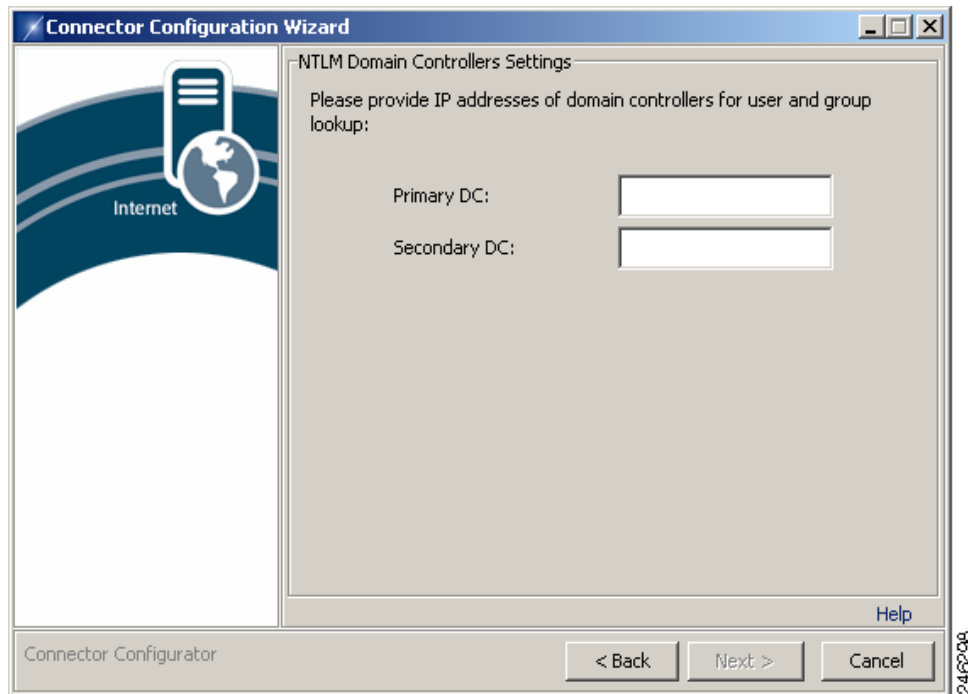 Connector Configuration Wizard
NTLM Domain Controllers Settings
Please provide IP addresses of domain controllers for user and group
lookup:
Internet
Primary DC:
Secondary DC:
Help
Connector Configurator
< Back
Next >
Cancel
246298